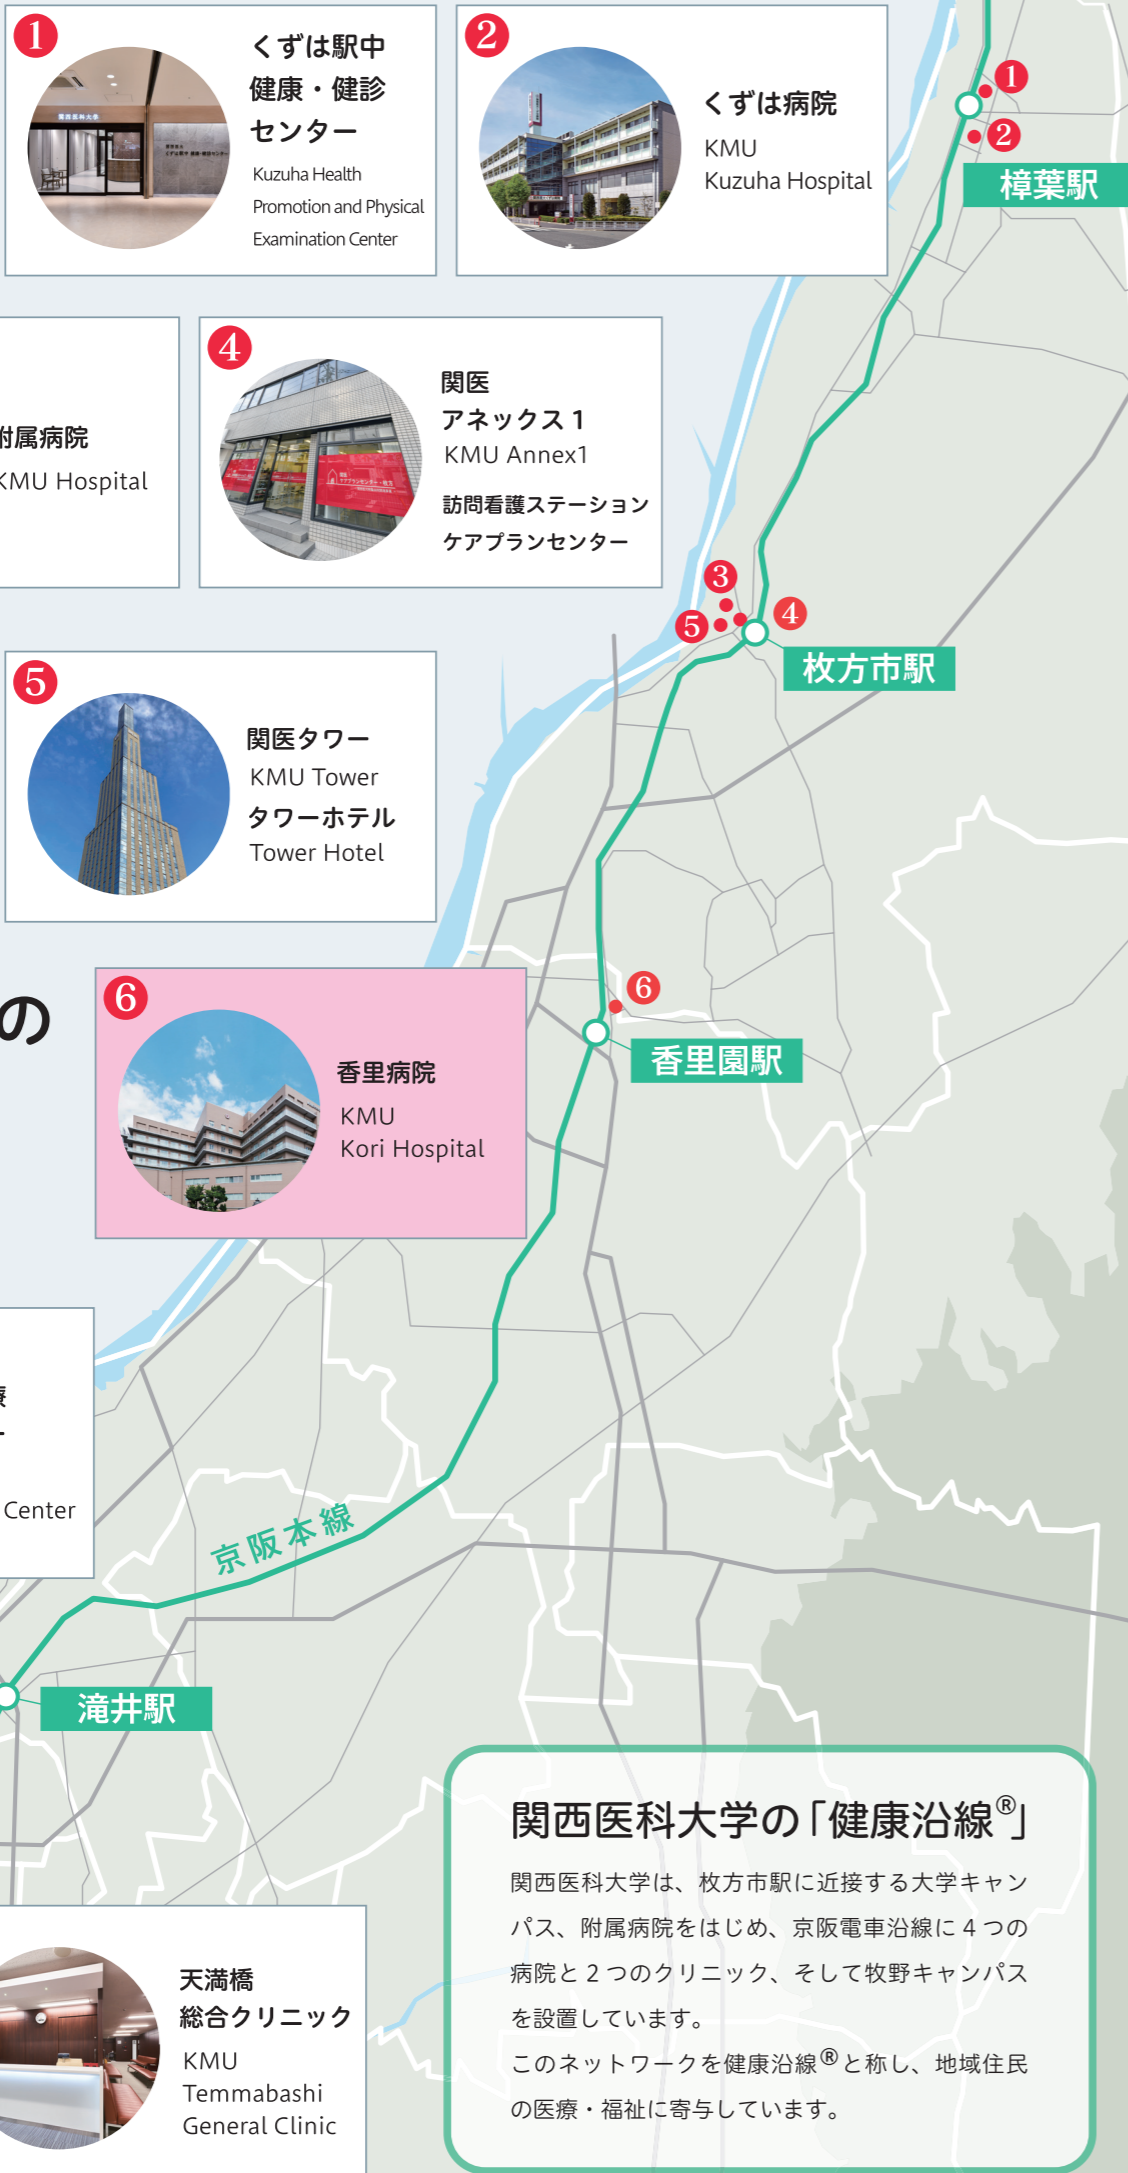 1
くずは駅中
健康・健診
センター
Kuzuha Health
Promotion and Physical
Examination Center
2
くずは病院
KMU
Kuzuha Hospital
1
2
樟葉駅
附属病院
KMU Hospital
4
関医
アネックス 1
KMU Annex1
訪問看護ステーション
ケアプランセンター
3
5
4
枚方市駅
5
関医タワー
KMU Tower
タワーホテル
Tower Hotel
の
6
香里病院
KMU
Kori Hospital
6
香里園駅
療
ー
Center
京阪本線
滝井駅
天満橋
総合クリニック
KMU
Temmabashi
General Clinic
関西医科大学の「健康沿線®」
関西医科大学は、枚方市駅に近接する大学キャン
パス、附属病院をはじめ、京阪電車沿線に 4 つの
病院と 2 つのクリニック、そして牧野キャンパス
を設置しています。
このネットワークを健康沿線®と称し、地域住民
の医療・福祉に寄与しています。